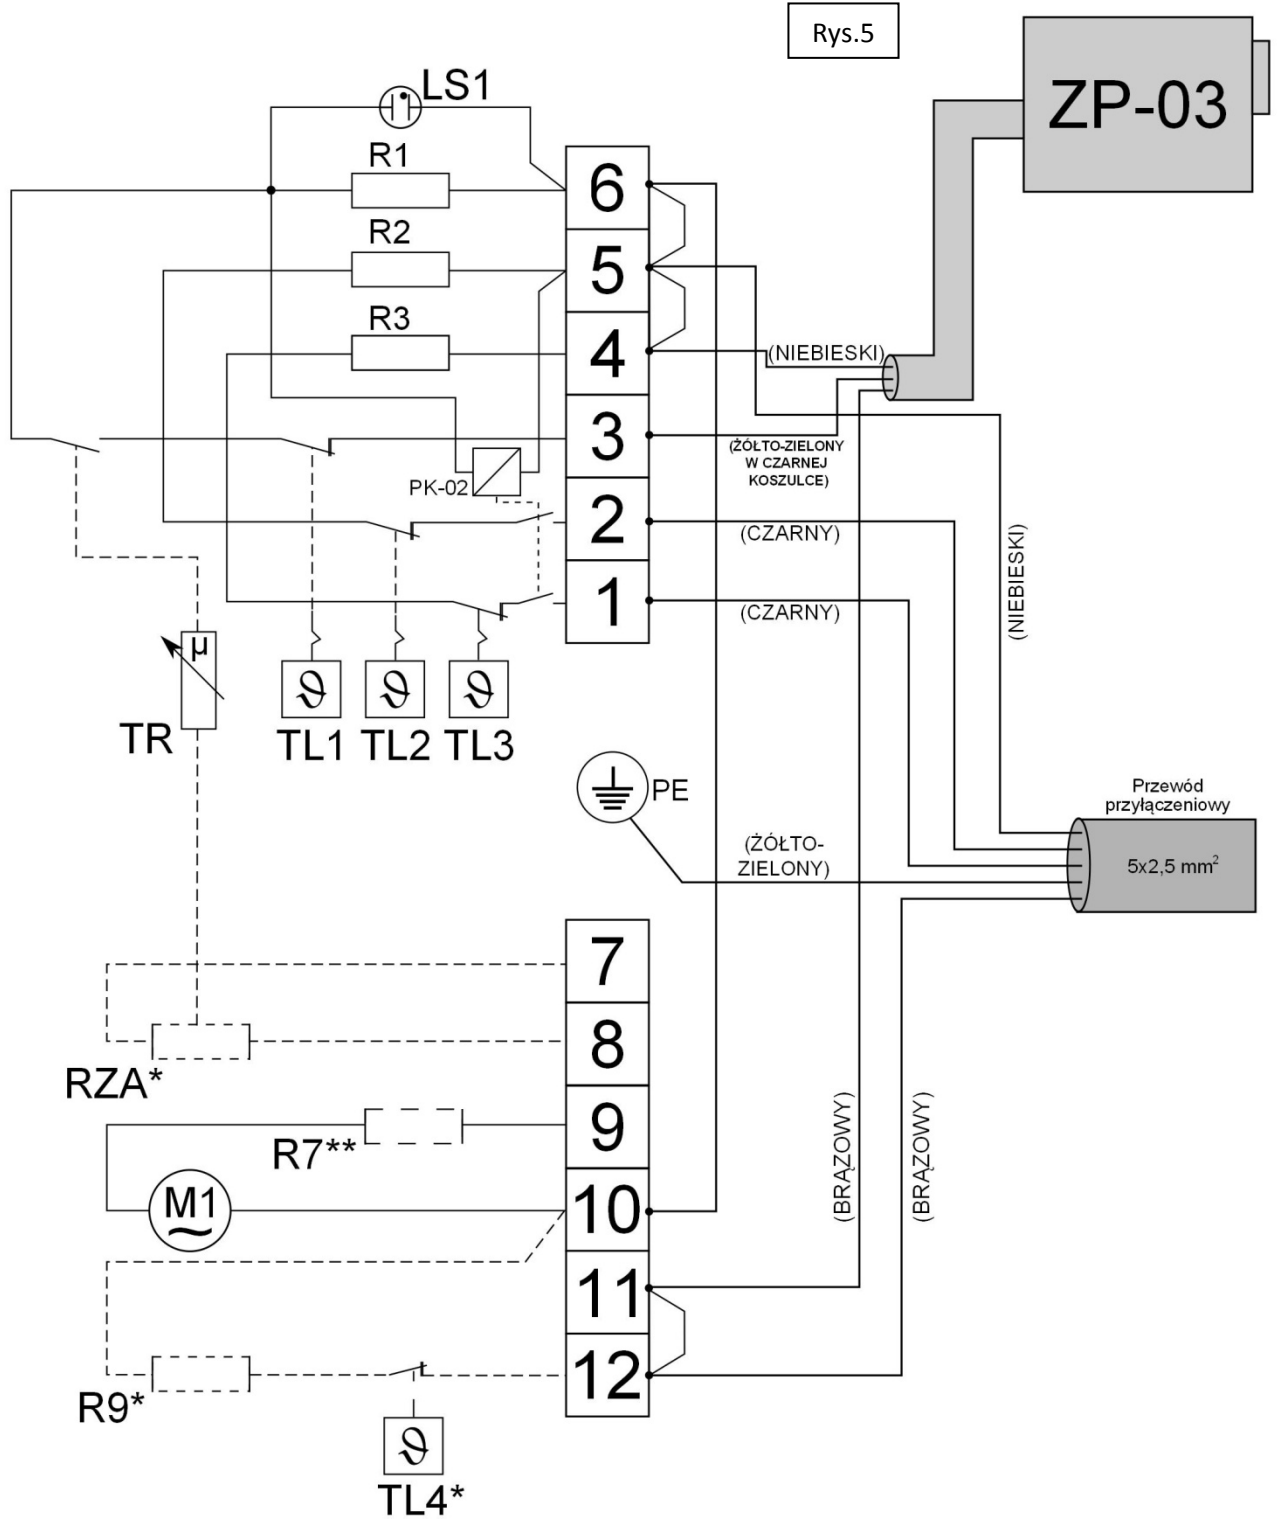 Rys.5
ZP-03
LS1
R1
6
R2
5
R3
4
(NIEBIESKI)
3
(ŻÓŁTO-ZIELONY
W CZARNEJ
KOSZULCE)
PK-02
2
(CZARNY)
1
(CZARNY)
(NIEBIESKI)
µ
TR
ϑ
ϑ
ϑ
TL1
TL2
TL3
PE
Przewód
przyłączeniowy
5x2,5 mm²
(ŻÓŁTO-
ZIELONY)
7
8
RZA*
9
R7**
(BRĄZOWY)
(BRĄZOWY)
M1
~
10
11
12
R9*
ϑ
TL4*